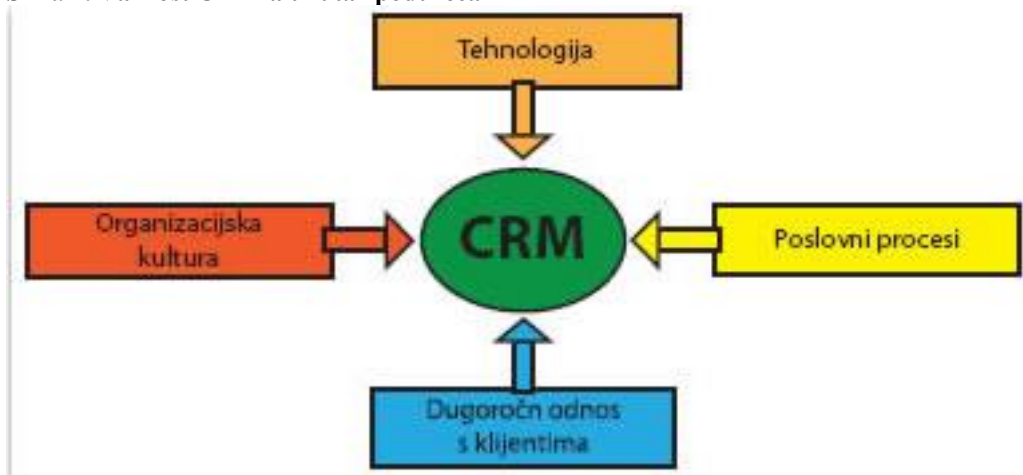 Tehnologija
Organizacijska
kultura
CRM
Poslovni procesi
Dugoročn odnos
s klijentima